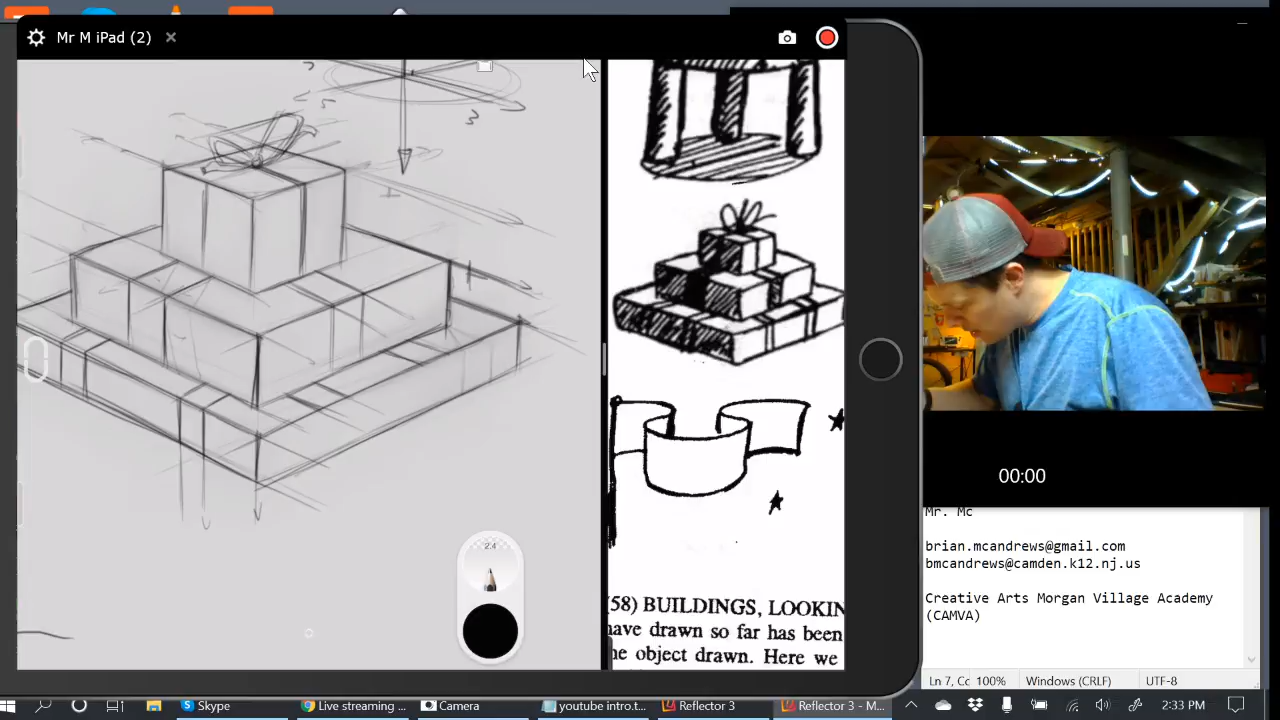 Mr M iPad (2)
5
3
1
2.4
(58) BUILDINGS, LOOKIN
have drawn so far has been
he object drawn. Here we
00:00
Mr. Mc
brian.mcandrews@gmail.com
bmcandrews@camden.k12.nj.us
Creative Arts Morgan Village Academy
(CAMVA)
Ln 7, Cc 100% Windows (CRLF) UTF-8
Skype Live streaming ... Camera youtube intro.t... Reflector 3 Reflector 3 - M... 2:33 PM